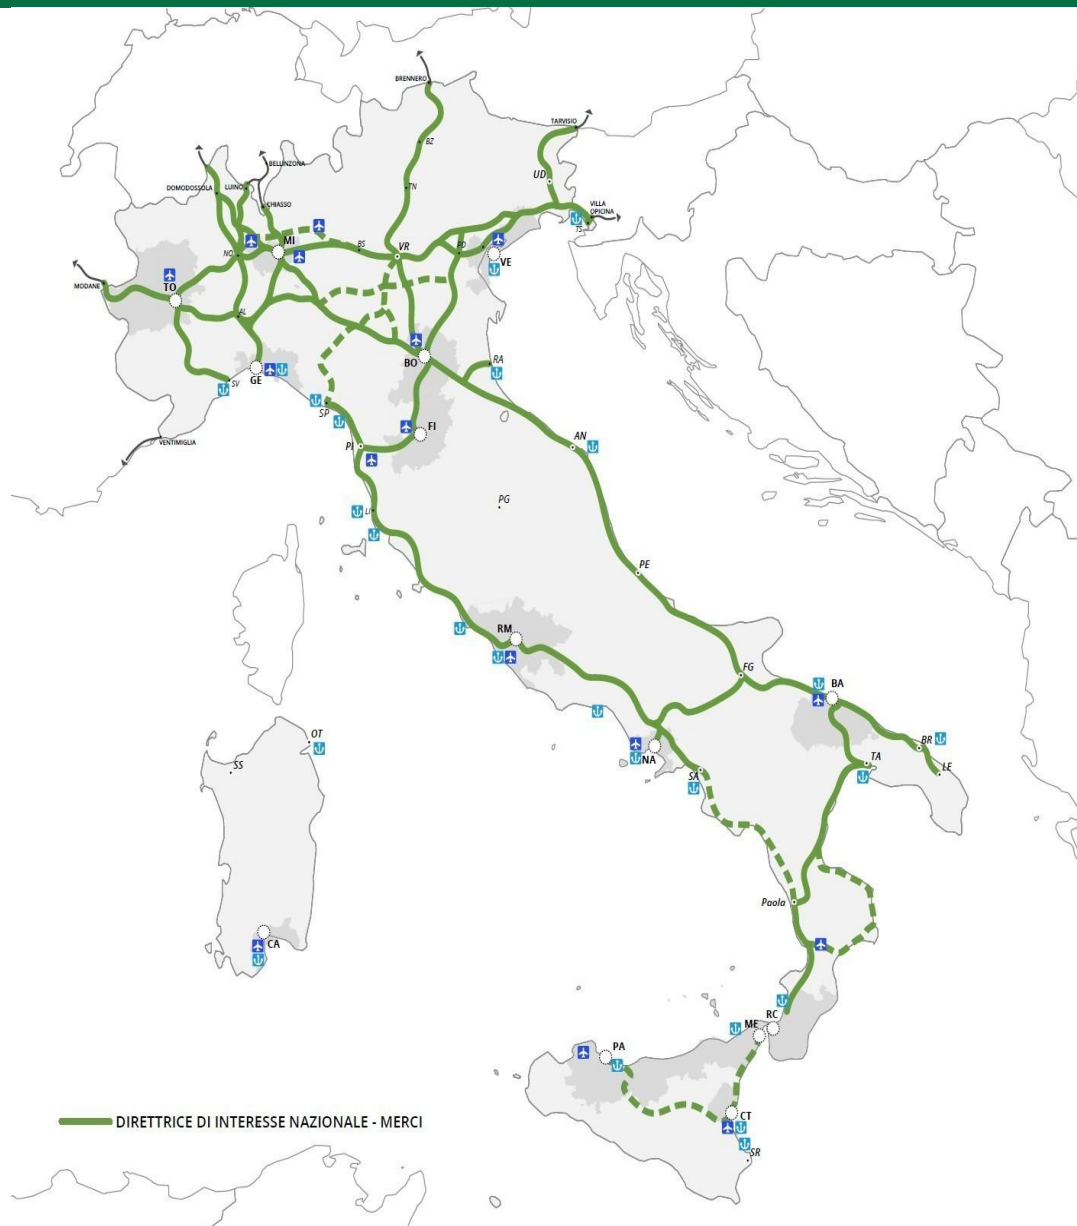 BRENNERO
TARVISIO
BZ
BELLINZONA
UD
DOMODOSSOLA
LUINO
TN
CHIASSO
VILLA
OPICINA
TS
MI
BS
VR
PD
NO
VE
MODANE
TO
AL
BO
RA
GE
SV
SP
FI
AN
VENTIMIGLIA
PI
PG
LI
PE
RM
FG
BA
OT
BR
SS
NA
TA
LE
SA
Paola
CA
RC
ME
PA
CT
DIRETTRICE DI INTERESSE NAZIONALE - MERCI
SR